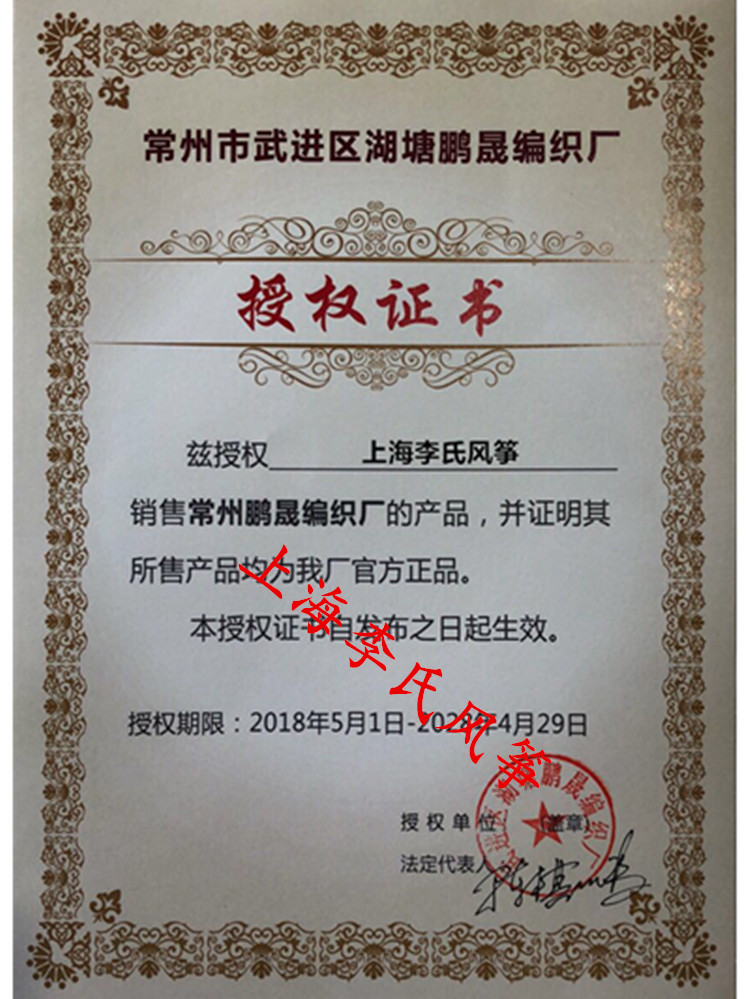 常州市武进区湖塘鹏晟编织厂
授权证书
兹授权 上海李氏风筝
销售常州鹏晟编织厂的产品，并证明其
所售产品均为我厂官方正品。
本授权证书自发布之日起生效。
授权期限：2018年5月1日-2028年4月29日
上海李氏风筝
授权单位 (盖章)
法定代表人